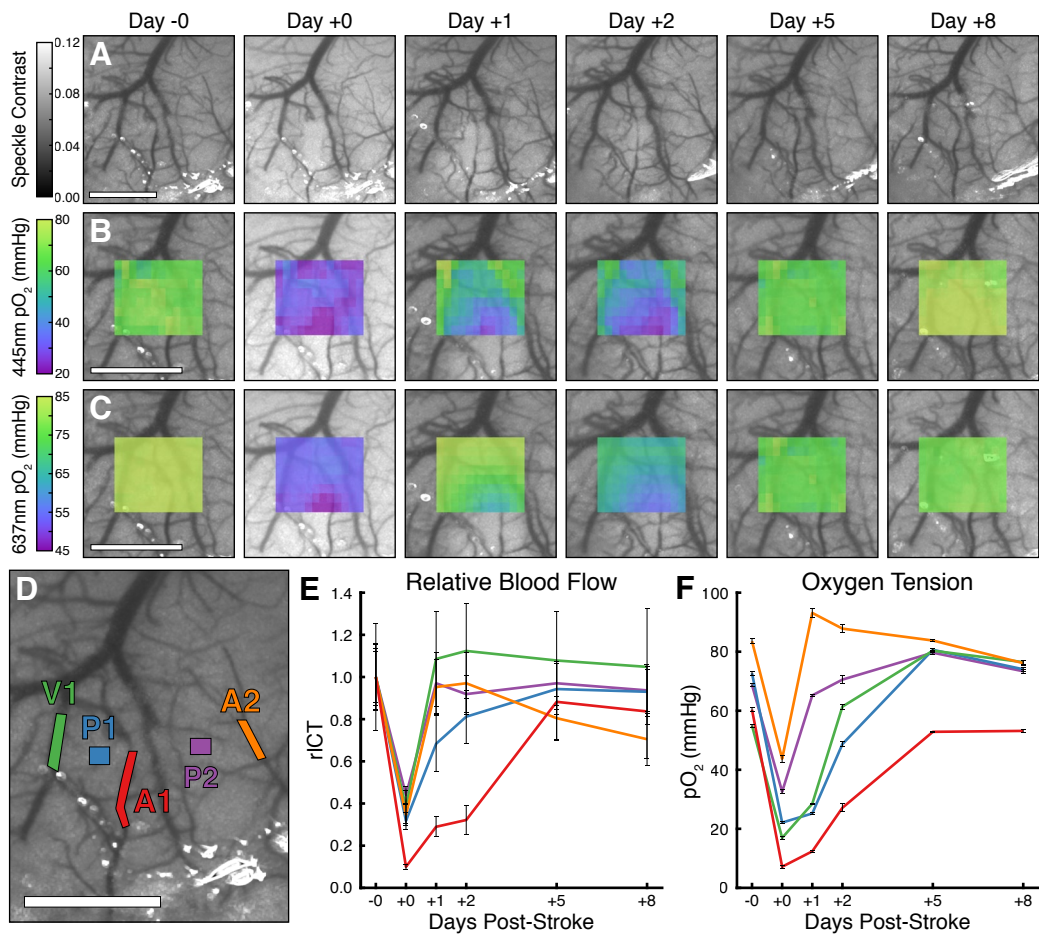 Day -0 Day +0 Day +1 Day +2 Day +5 Day +8
A
Speckle Contrast
0.12
0.08
0.04
0.00
B
445nm pO2 (mmHg)
80
60
40
20
C
637nm pO2 (mmHg)
85
75
65
55
45
D
V1
P1
A1
P2
A2
E Relative Blood Flow
rICT
1.4
1.2
1.0
0.8
0.6
0.4
0.2
0.0
-0 +0 +1 +2 +5 +8
Days Post-Stroke
F Oxygen Tension
pO2 (mmHg)
100
80
60
40
20
0
-0 +0 +1 +2 +5 +8
Days Post-Stroke